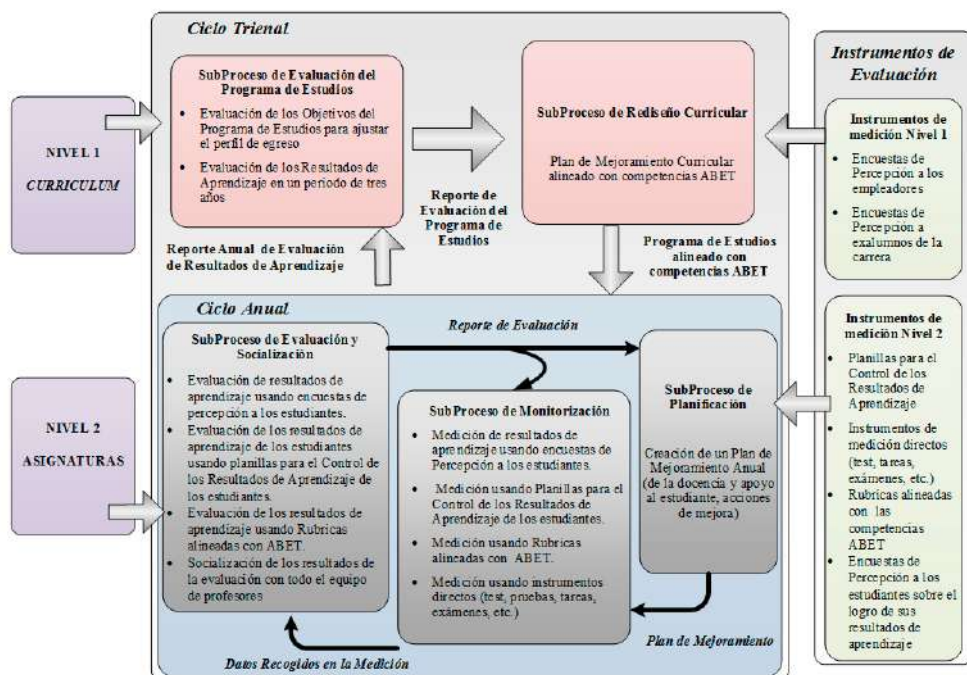 Ciclo Trienal
NIVEL 1
CURRICULUM
SubProceso de Evaluación del
Programa de Estudios
• Evaluación de los Objetivos del
Programa de Estudios para ajustar
el perfil de egreso
• Evaluación de los Resultados de
Aprendizaje en un período de tres
años
SubProceso de Rediseño Curricular
Plan de Mejoramiento Curricular
alineado con competencias ABET
Reporte de
Evaluación del
Programa de
Estudios
Reporte Anual de Evaluación
de Resultados de Aprendizaje
Programa de Estudios
alineado con
competencias ABET
Instrumentos de
Evaluación
Instrumentos de
medición Nivel 1
• Encuestas de
Percepción a los
empleadores
• Encuestas de
Percepción a
exalumnos de la
carrera
Ciclo Anual
NIVEL 2
ASIGNATURAS
SubProceso de Evaluación y
Socialización
• Evaluación de resultados de
aprendizaje usando encuestas de
percepción a los estudiantes.
• Evaluación de los resultados de
aprendizaje de los estudiantes
usando planillas para el Control de
los Resultados de Aprendizaje de
los estudiantes.
• Evaluación de los resultados de
aprendizaje usando Rubricas
alineadas con ABET.
• Socialización de los resultados de
la evaluación con todo el equipo
de profesores
Reporte de Evaluación
SubProceso de Monitorización
• Medición de resultados de
aprendizaje usando encuestas de
Percepción a los estudiantes.
• Medición usando Planillas para el
Control de los Resultados de
Aprendizaje de los estudiantes.
• Medición usando Rubricas
alineadas con ABET.
• Medición usando instrumentos
directos (test, pruebas, tareas,
exámenes, etc.)
SubProceso de
Planificación
Creación de un Plan de
Mejoramiento Anual
(de la docencia y apoyo
al estudiante, acciones
de mejora)
Plan de Mejoramiento
Datos Recogidos en la Medición
Instrumentos de
medición Nivel 2
• Planillas para el
Control de los
Resultados de
Aprendizaje
• Instrumentos de
medición directos
(test, tareas,
exámenes, etc.)
• Rubricas alineadas
con las
competencias
ABET
• Encuestas de
Percepción a los
estudiantes sobre el
logro de sus
resultados de
aprendizaje